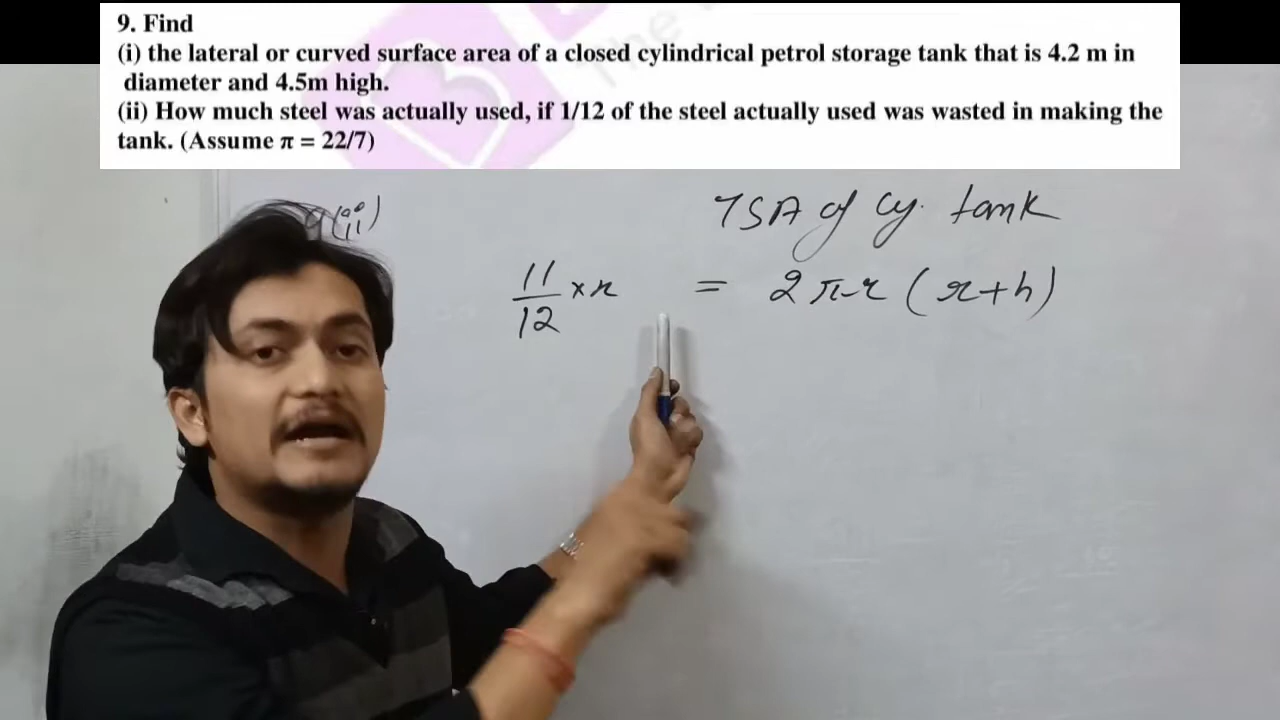 9. Find
(i) the lateral or curved surface area of a closed cylindrical petrol storage tank that is 4.2 m in
diameter and 4.5m high.
(ii) How much steel was actually used, if 1/12 of the steel actually used was wasted in making the
tank. (Assume π = 22/7)
TSA of Cy. tank
11/12 × x = 2πr (r+h)